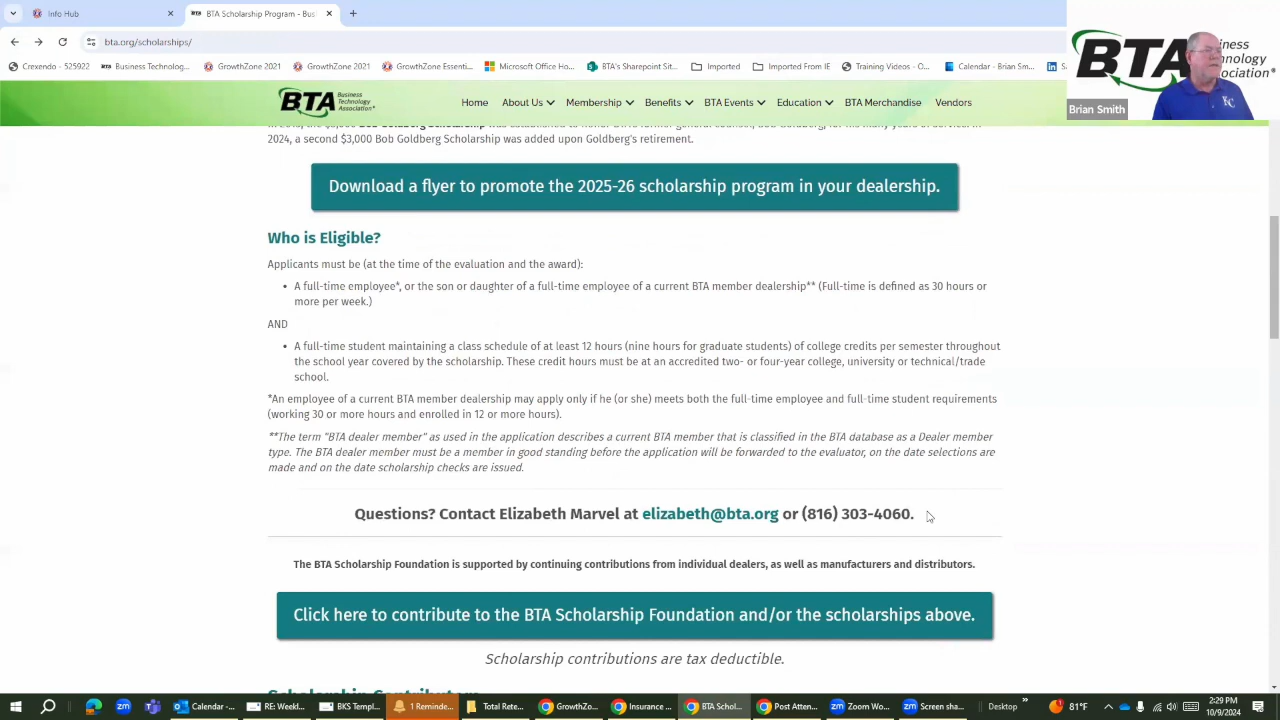 Info Hub
BTA Scholarship Program - Bus
bta.org/scholarships/
Crexendo - 525922
Business Technolog...
GrowthZone 2021
GrowthZone 2021
GrowthZone Essenti...
Microsoft Office Hom...
BTA's Sharepoint Sit...
Imported
Imported From IE
Training Videos - O...
Calendar - Brian Sm...
BTA Business Technology Association®
Brian Smith
BTA Business Technology Association®
Home
About Us
Membership
Benefits
BTA Events
Education
BTA Merchandise
Vendors
2024, a second $3,000 Bob Goldberg Scholarship was added upon Goldberg's retirement.
Download a flyer to promote the 2025-26 scholarship program in your dealership.
Who is Eligible?
Applicants must be (at the time of the evaluation and the award):
• A full-time employee*, or the son or daughter of a full-time employee of a current BTA member dealership** (Full-time is defined as 30 hours or
more per week.)
AND
• A full-time student maintaining a class schedule of at least 12 hours (nine hours for graduate students) of college credits per semester throughout
the school year covered by the scholarship. These credit hours must be at an accredited two- or four-year college, university or technical/trade
school.
*An employee of a current BTA member dealership may apply only if he (or she) meets both the full-time employee and full-time student requirements
(working 30 or more hours and enrolled in 12 or more hours).
**The term "BTA dealer member" as used in the application describes a current BTA member that is classified in the BTA database as a Dealer member
type. The BTA dealer member must be a member in good standing before the application will be forwarded to the evaluator, on the date selections are
made and on the date scholarship checks are issued.
Questions? Contact Elizabeth Marvel at elizabeth@bta.org or (816) 303-4060.
The BTA Scholarship Foundation is supported by continuing contributions from individual dealers, as well as manufacturers and distributors.
Click here to contribute to the BTA Scholarship Foundation and/or the scholarships above.
Scholarship contributions are tax deductible.
Scholarship Contributors
Calendar -...
RE: Weekl...
BKS Templ...
1 Reminde...
Total Rete...
GrowthZo...
Insurance ...
BTA Schol...
Post Atten...
Zoom Wo...
Screen sha...
Desktop
81°F
2:29 PM
10/9/2024